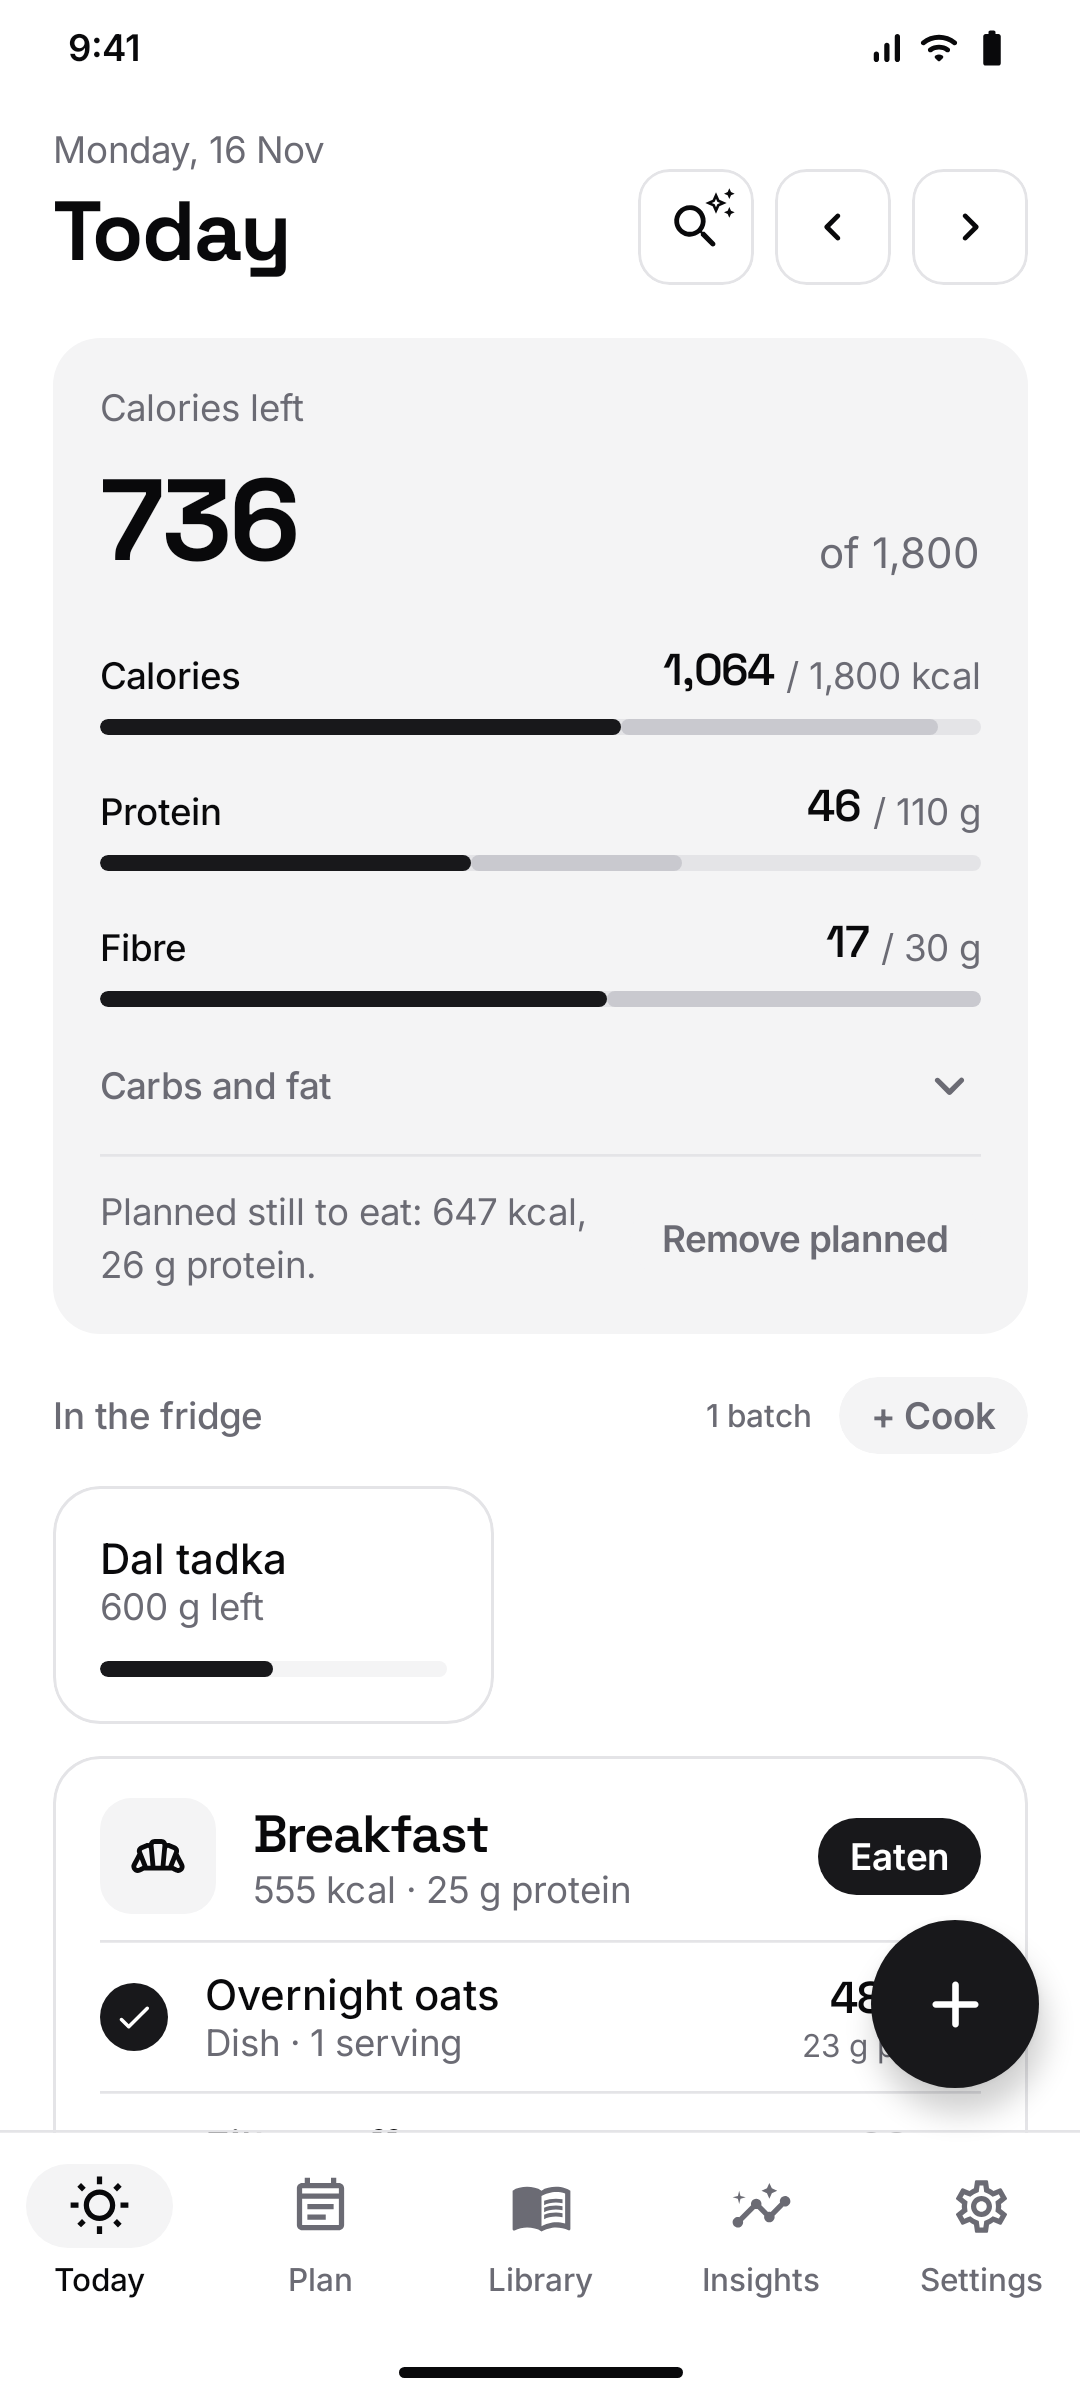 9:41
Monday, 16 Nov
Today
Calories left
736
of 1,800
Calories
1,064 / 1,800 kcal
Protein
46 / 110 g
Fibre
17 / 30 g
Carbs and fat
Planned still to eat: 647 kcal,
26 g protein.
Remove planned
In the fridge
1 batch
+ Cook
Dal tadka
600 g left
Breakfast
555 kcal · 25 g protein
Eaten
Overnight oats
Dish · 1 serving
23 g
Today
Plan
Library
Insights
Settings